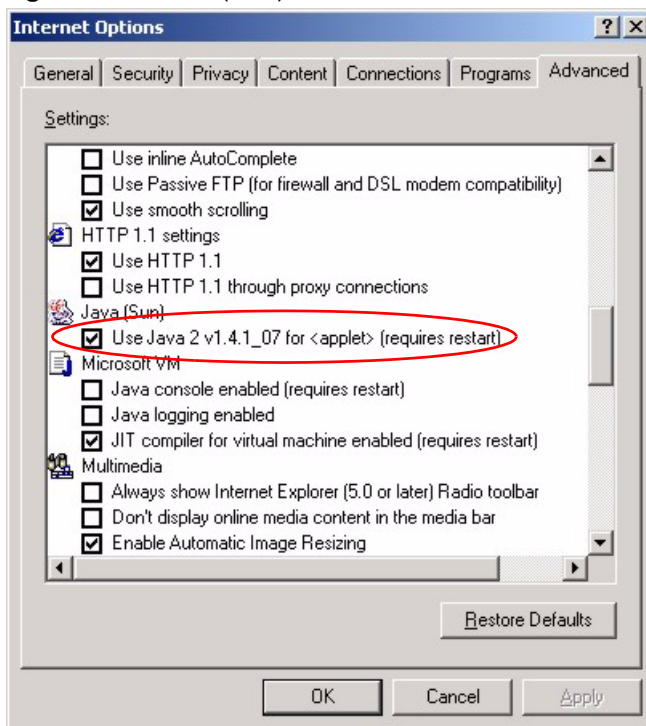 Internet Options
General Security Privacy Content Connections Programs Advanced
Settings:
Use inline AutoComplete
Use Passive FTP (for firewall and DSL modem compatibility)
Use smooth scrolling
HTTP 1.1 settings
Use HTTP 1.1
Use HTTP 1.1 through proxy connections
Java (Sun)
Use Java 2 v1.4.1_07 for <applet> (requires restart)
Microsoft VM
Java console enabled (requires restart)
Java logging enabled
JIT compiler for virtual machine enabled (requires restart)
Multimedia
Always show Internet Explorer (5.0 or later) Radio toolbar
Don't display online media content in the media bar
Enable Automatic Image Resizing
Restore Defaults
OK Cancel Apply